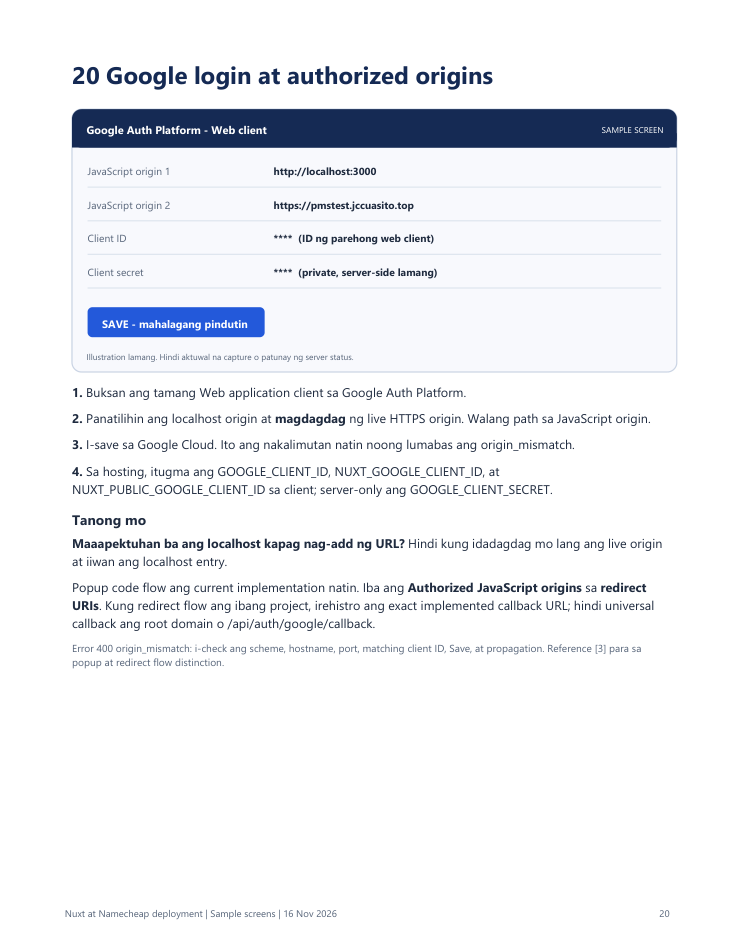 20 Google login at authorized origins
Google Auth Platform - Web client
SAMPLE SCREEN
JavaScript origin 1
http://localhost:3000
JavaScript origin 2
https://pmstest.jccuasito.top
Client ID
**** (ID ng parehong web client)
Client secret
**** (private, server-side lamang)
SAVE - mahalagang pindutin
Illustration lamang. Hindi aktuwal na capture o patunay ng server status.
1. Buksan ang tamang Web application client sa Google Auth Platform.
2. Panatilihin ang localhost origin at magdagdag ng live HTTPS origin. Walang path sa JavaScript origin.
3. I-save sa Google Cloud. Ito ang nakalimutan natin noong lumabas ang origin_mismatch.
4. Sa hosting, itugma ang GOOGLE_CLIENT_ID, NUXT_GOOGLE_CLIENT_ID, at
NUXT_PUBLIC_GOOGLE_CLIENT_ID sa client; server-only ang GOOGLE_CLIENT_SECRET.
Tanong mo
Maaapektuhan ba ang localhost kapag nag-add ng URL? Hindi kung idadagdag mo lang ang live origin
at iiwan ang localhost entry.
Popup code flow ang current implementation natin. Iba ang Authorized JavaScript origins sa redirect
URIs. Kung redirect flow ang ibang project, irehistro ang exact implemented callback URL; hindi universal
callback ang root domain o /api/auth/google/callback.
Error 400 origin_mismatch: i-check ang scheme, hostname, port, matching client ID, Save, at propagation. Reference [3] para sa
popup at redirect flow distinction.
Nuxt at Namecheap deployment | Sample screens | 16 Nov 2026
20